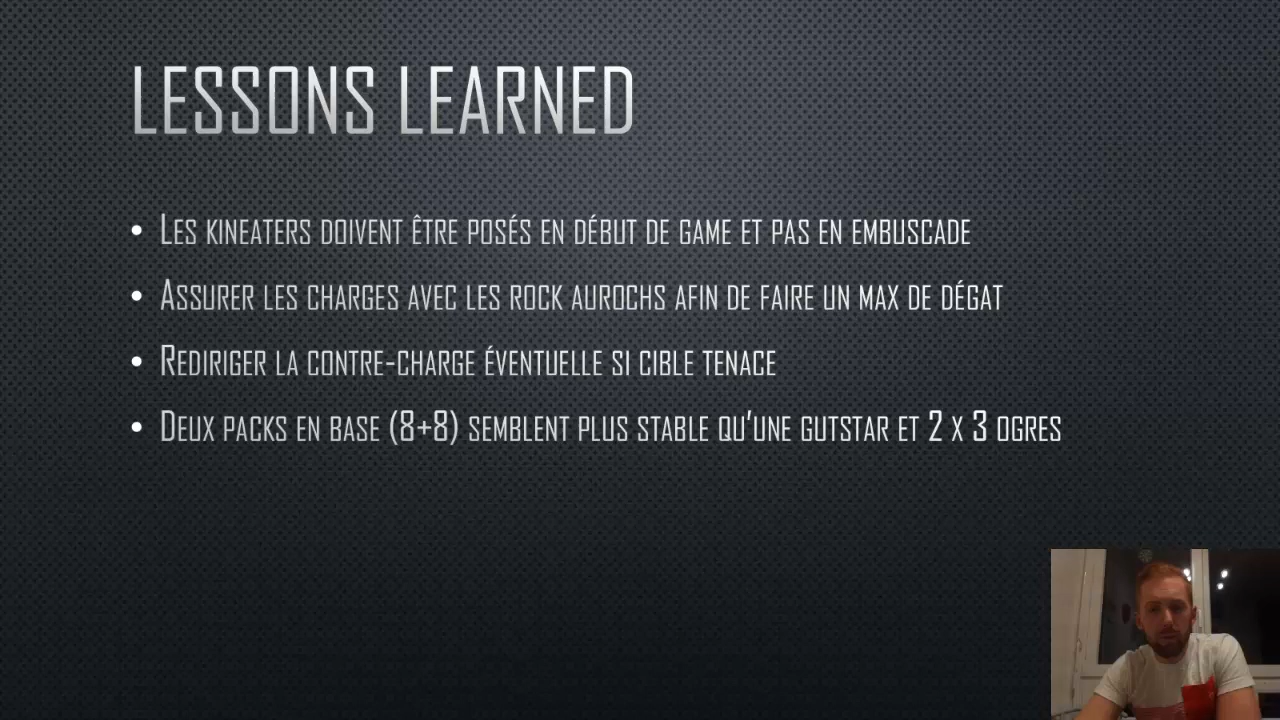 LESSONS LEARNED
• LES KINEATERS DOIVENT ÊTRE POSÉS EN DÉBUT DE GAME ET PAS EN EMBUSCADE
• ASSURER LES CHARGES AVEC LES ROCK AUROCHS AFIN DE FAIRE UN MAX DE DÉGAT
• REDIRIGER LA CONTRE-CHARGE ÉVENTUELLE SI CIBLE TENACE
• DEUX PACKS EN BASE (8+8) SEMBLENT PLUS STABLE QU'UNE GUTSTAR ET 2 X 3 OGRES